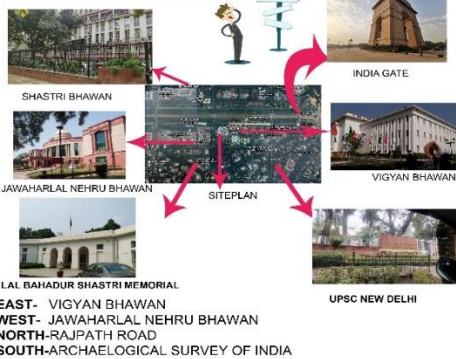 SHASTRI BHAWAN
INDIA GATE
JAWAHARLAL NEHRU BHAWAN
SITEPLAN
VIGYAN BHAWAN
LAL BAHADUR SHASTRI MEMORIAL
UPSC NEW DELHI
EAST- VIGYAN BHAWAN
WEST- JAWAHARLAL NEHRU BHAWAN
NORTH-RAJPATH ROAD
SOUTH-ARCHAELOGICAL SURVEY OF INDIA